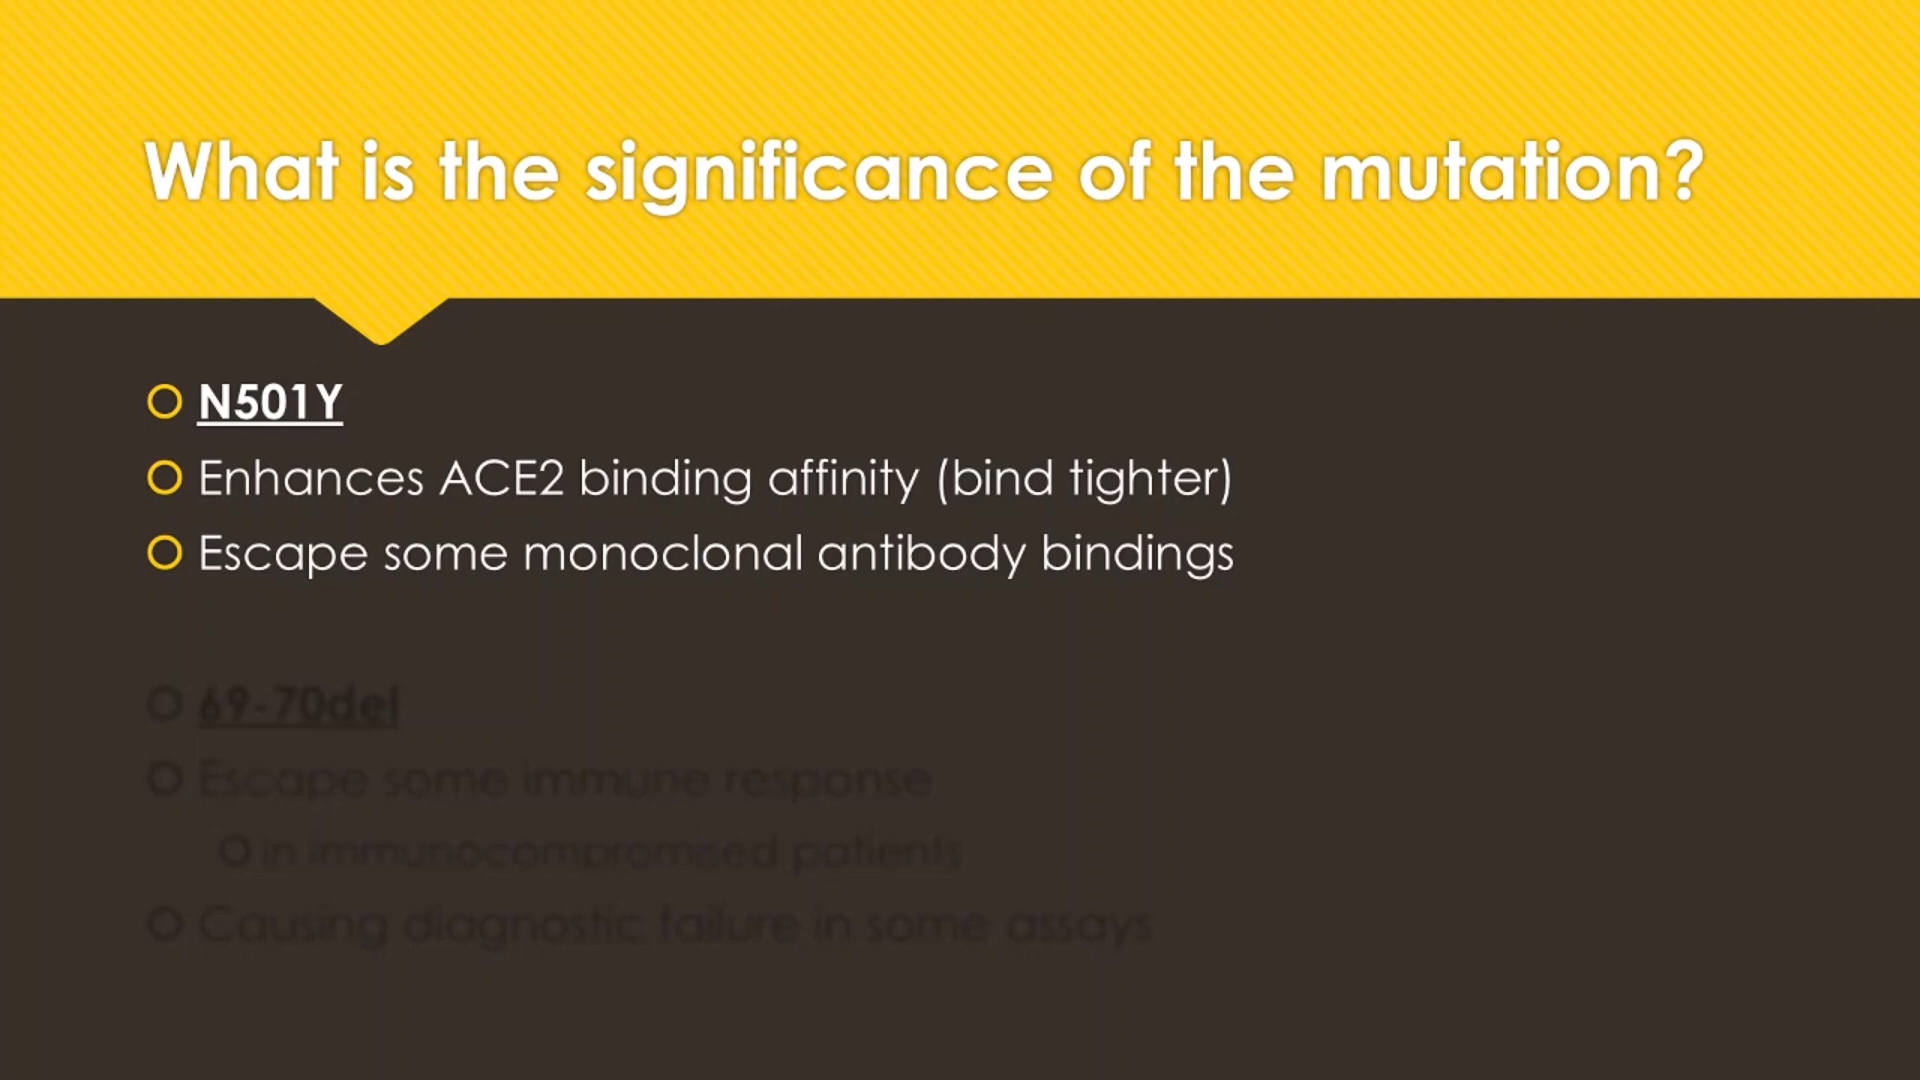 What is the significance of the mutation?
N501Y
Enhances ACE2 binding affinity (bind tighter)
Escape some monoclonal antibody bindings
69-70del
Escape some immune response
in immunocompromised patients
Causing diagnostic failure in some assays